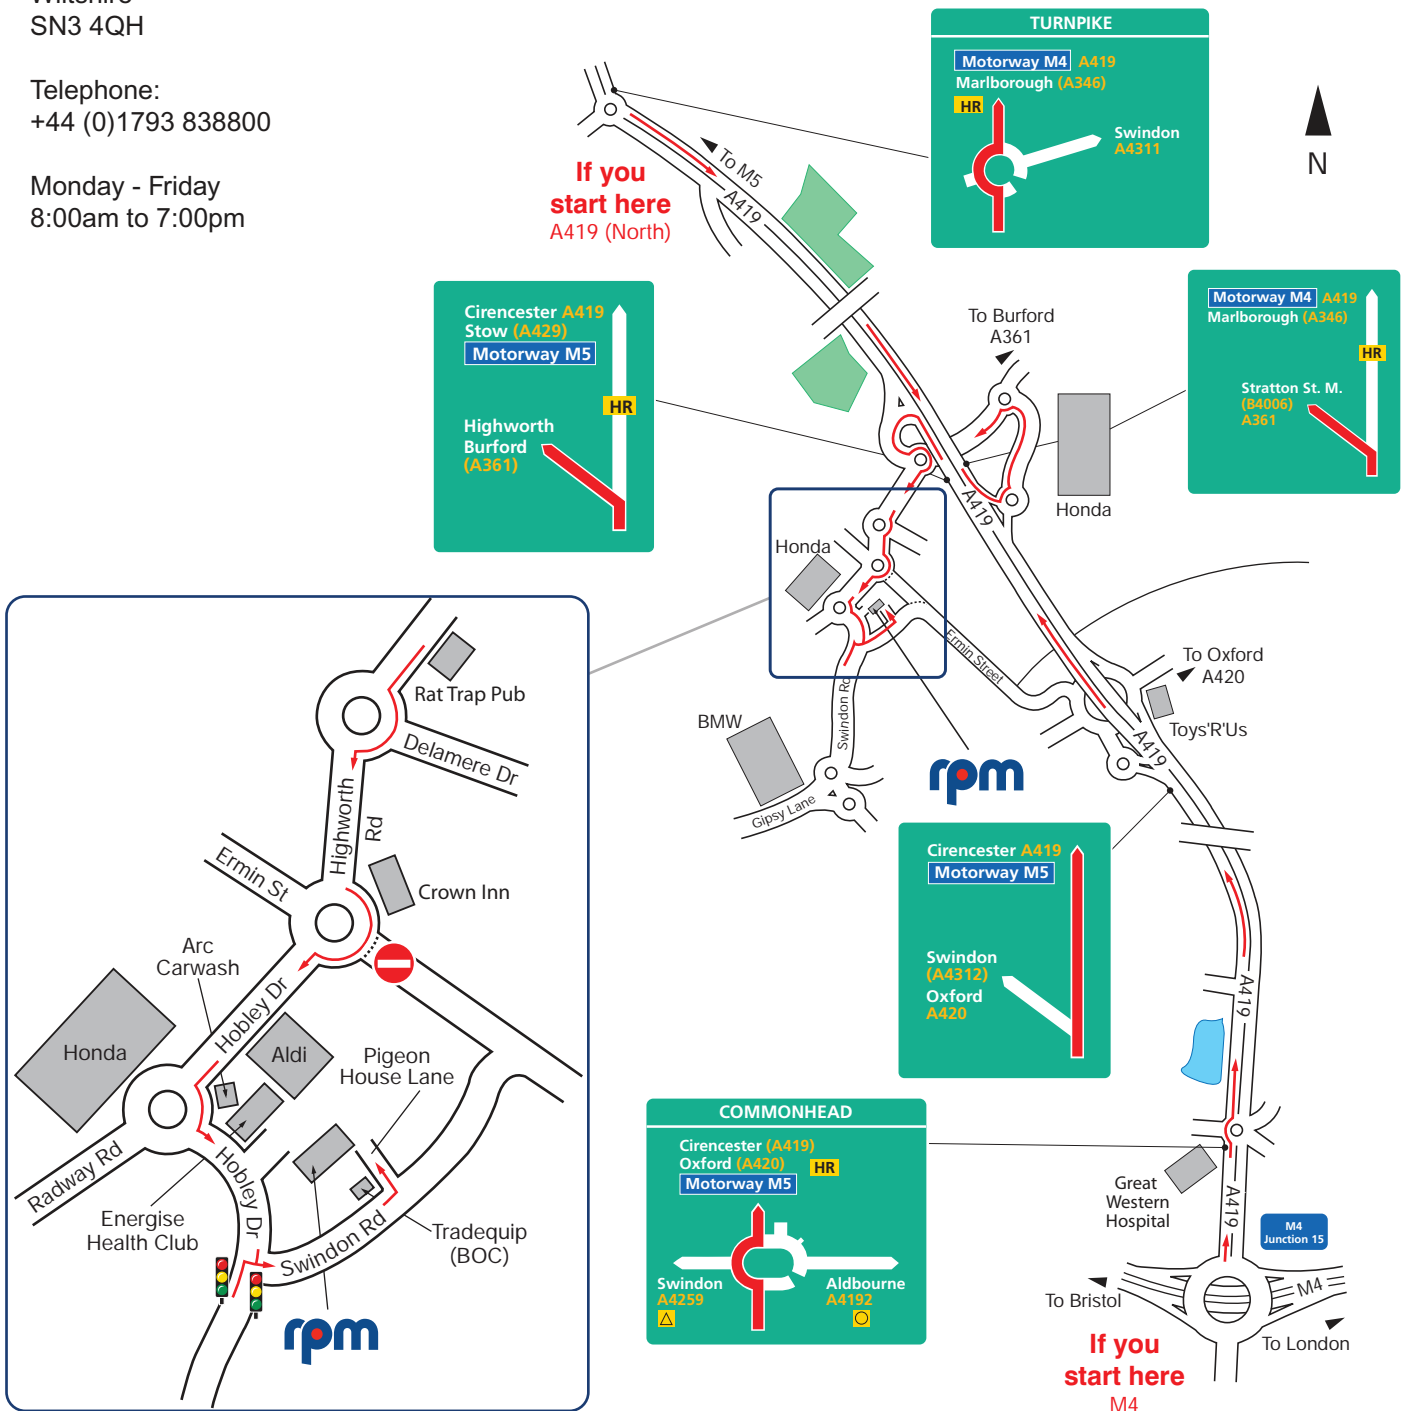 Wiltshire
SN3 4QH
Telephone:
+44 (0)1793 838800
Monday - Friday
8:00am to 7:00pm
TURNPIKE
Motorway M4 A419
Marlborough (A346)
HR
Swindon
A4311
N
To M5
A419
If you
start here
A419 (North)
Cirencester A419
Stow (A429)
Motorway M5
HR
Highworth
Burford
(A361)
To Burford
A361
Motorway M4 A419
Marlborough (A346)
HR
Stratton St. M.
(B4006)
A361
A419
Honda
Honda
Ermin Street
To Oxford
A420
Toys'R'Us
A419
BMW
Swindon Rd
Gipsy Lane
rpm
Cirencester A419
Motorway M5
Swindon
(A4312)
Oxford
A420
A419
COMMONHEAD
Cirencester (A419)
Oxford (A420)
HR
Motorway M5
Swindon
A4259
Aldbourne
A4192
Great
Western
Hospital
A419
M4
Junction 15
M4
To Bristol
To London
If you
start here
M4
Rat Trap Pub
Delamere Dr
Highworth
Rd
Ermin St
Crown Inn
Arc
Carwash
Hobley Dr
Honda
Aldi
Pigeon
House Lane
Radway Rd
Hobley Dr
Energise
Health Club
Swindon Rd
Tradequip
(BOC)
rpm